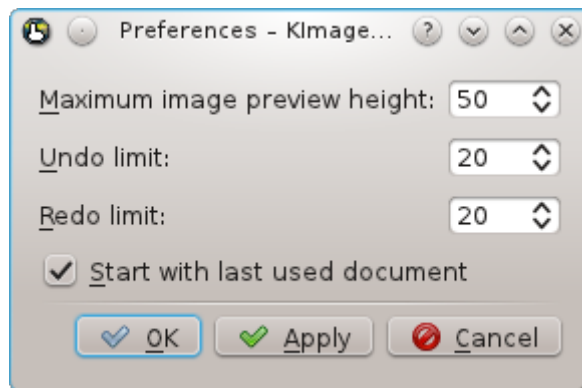 Preferences – KImage...
Maximum image preview height: 50
Undo limit: 20
Redo limit: 20
Start with last used document
OK Apply Cancel